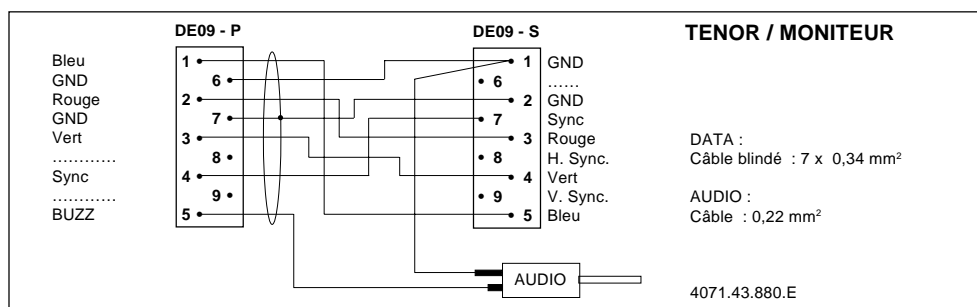 DE09 - P
DE09 - S
TENOR / MONITEUR
Bleu
1
GND
6
Rouge
2
GND
7
Vert
3
............
8
Sync
4
............
9
BUZZ
5
1
GND
6
......
2
GND
7
Sync
3
Rouge
8
H. Sync.
4
Vert
9
V. Sync.
5
Bleu
DATA :
Câble blindé : 7 x 0,34 mm²
AUDIO :
Câble : 0,22 mm²
AUDIO
4071.43.880.E